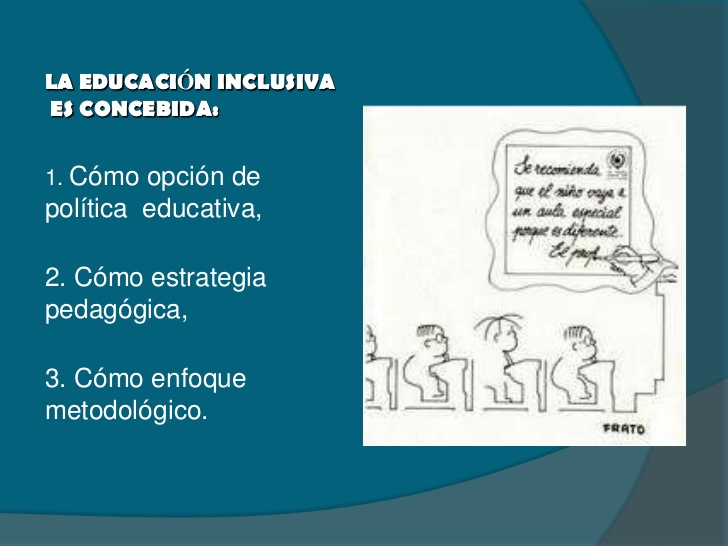 LA EDUCACIÓN INCLUSIVA
ES CONCEBIDA:
1. Cómo opción de
política educativa,
2. Cómo estrategia
pedagógica,
3. Cómo enfoque
metodológico.
Se recomienda
que el niño vaya a
un aula especial
porque es diferente.
El prof
FRATO